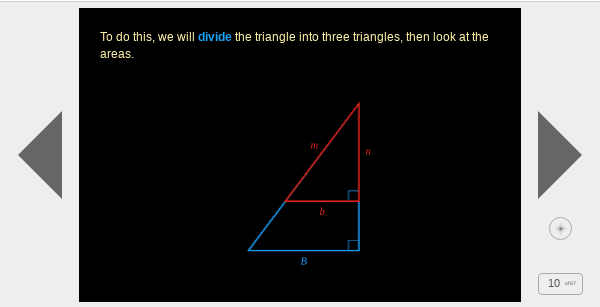 To do this, we will divide the triangle into three triangles, then look at the
areas.
m
n
b
B
10 of 67